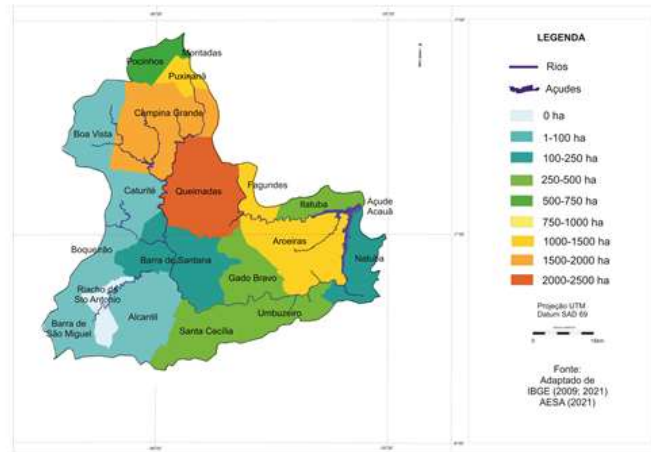 Montadas
Pocinhos
Puxinanã
Campina Grande
Boa Vista
Caturité
Queimadas
Fagundes
Itatuba
Açude
Acauã
Aroeiras
Natuba
Boqueirão
Barra de Santana
Gado Bravo
Riacho de
Sto Antonio
Alcantil
Barra de
São Miguel
Santa Cecília
Umbuzeiro
LEGENDA
Rios
Açudes
0 ha
1-100 ha
100-250 ha
250-500 ha
500-750 ha
750-1000 ha
1000-1500 ha
1500-2000 ha
2000-2500 ha
Projeção UTM
Datum SAD 69
Fonte:
Adaptado de
IBGE (2009; 2021)
AESA (2021)